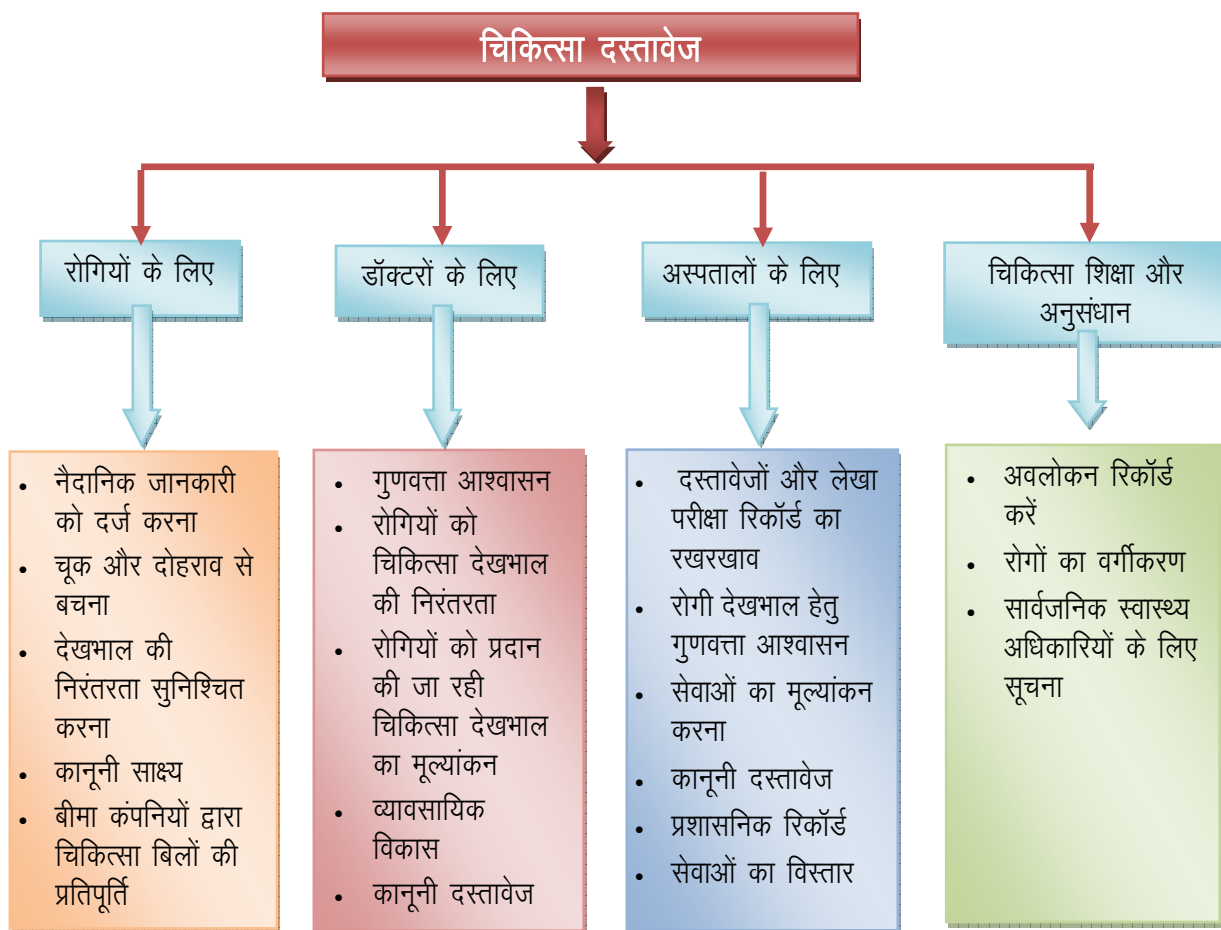 चिकित्सा दस्तावेज
रोगियों के लिए
डॉक्टरों के लिए
अस्पतालों के लिए
चिकित्सा शिक्षा और
अनुसंधान
• नैदानिक जानकारी
को दर्ज करना
• चूक और दोहराव से
बचना
• देखभाल की
निरंतरता सुनिश्चित
करना
• कानूनी साक्ष्य
• बीमा कंपनियों द्वारा
चिकित्सा बिलों की
प्रतिपूर्ति
• गुणवत्ता आश्वासन
• रोगियों को
चिकित्सा देखभाल
की निरंतरता
• रोगियों को प्रदान
की जा रही
चिकित्सा देखभाल
का मूल्यांकन
• व्यावसायिक
विकास
• कानूनी दस्तावेज
• दस्तावेजों और लेखा
परीक्षा रिकॉर्ड का
रखरखाव
• रोगी देखभाल हेतु
गुणवत्ता आश्वासन
• सेवाओं का मूल्यांकन
करना
• कानूनी दस्तावेज
• प्रशासनिक रिकॉर्ड
• सेवाओं का विस्तार
• अवलोकन रिकॉर्ड
करें
• रोगों का वर्गीकरण
• सार्वजनिक स्वास्थ्य
अधिकारियों के लिए
सूचना